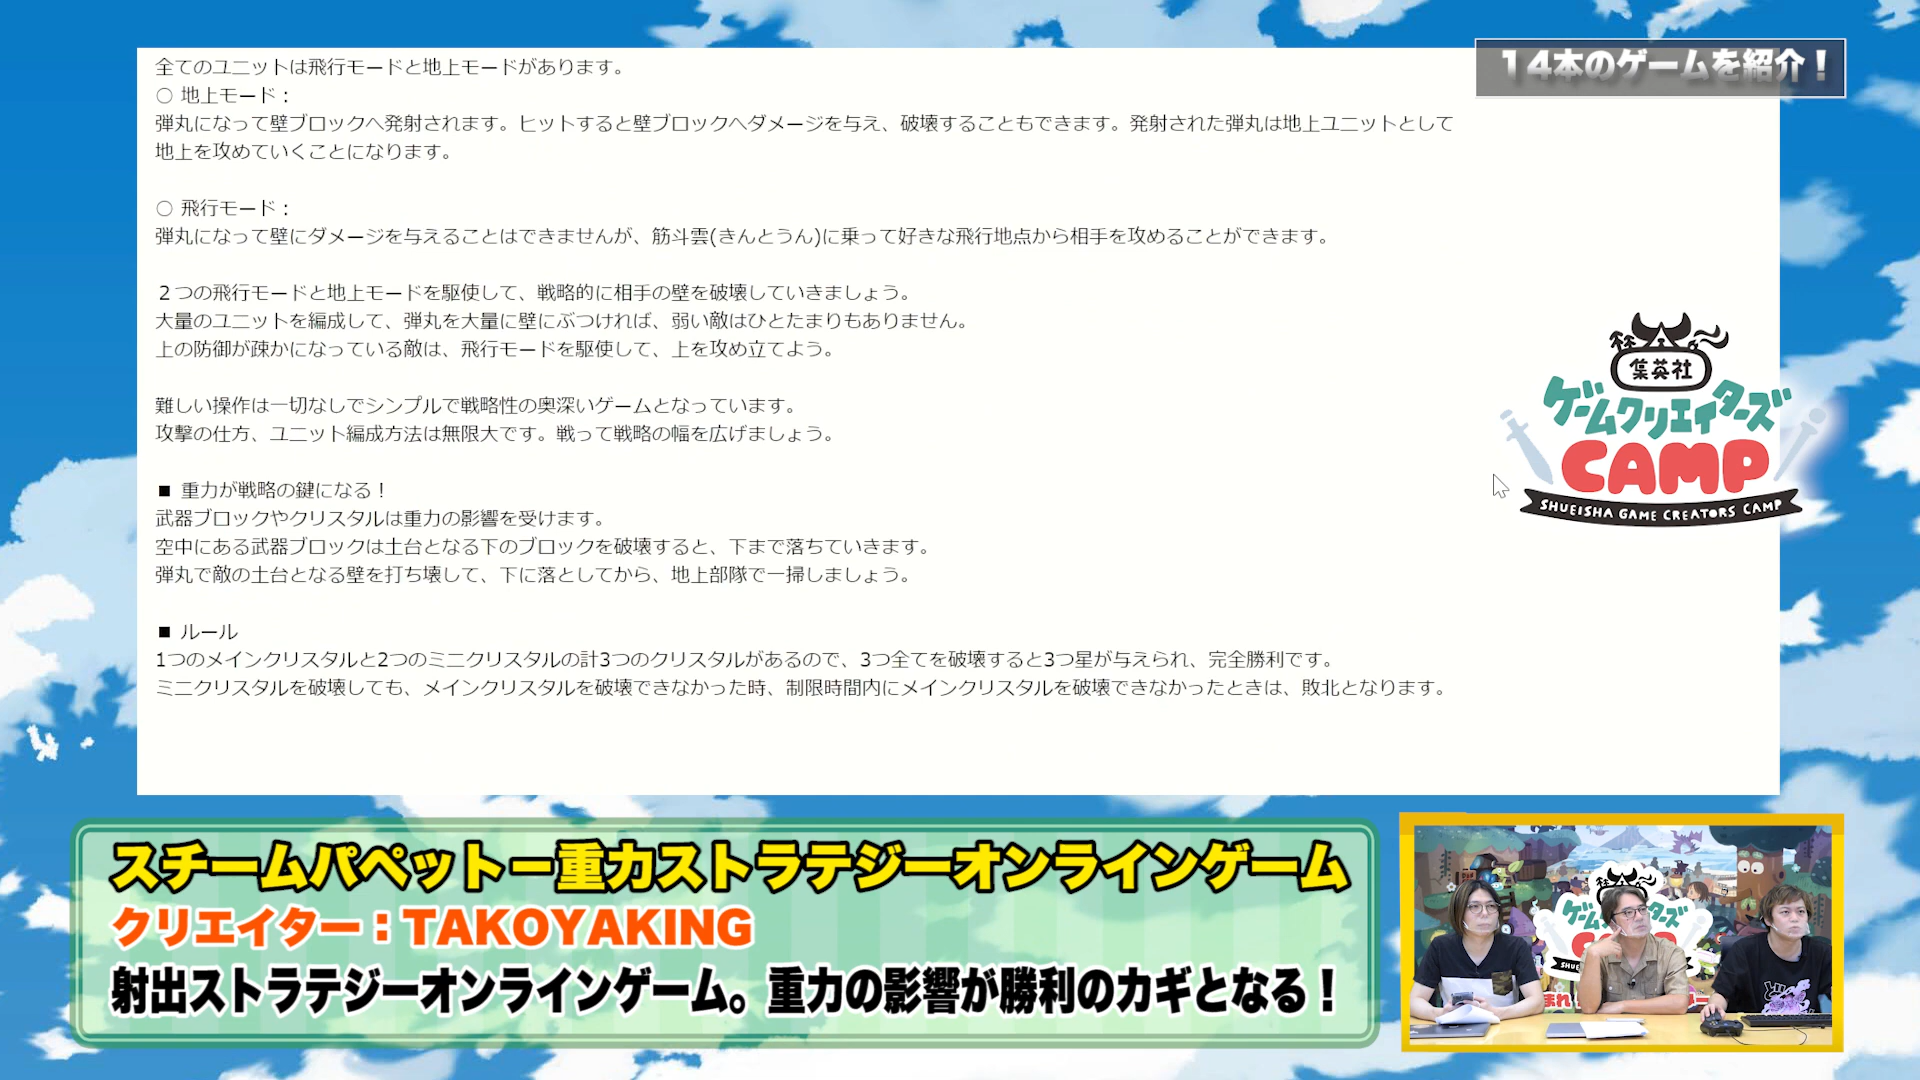 14本のゲームを紹介！
全てのユニットは飛行モードと地上モードがあります。
○ 地上モード：
弾丸になって壁ブロックへ発射されます。ヒットすると壁ブロックへダメージを与え、破壊することもできます。発射された弾丸は地上ユニットとして
地上を攻めていくことになります。
○ 飛行モード：
弾丸になって壁にダメージを与えることはできませんが、筋斗雲(きんとうん)に乗って好きな飛行地点から相手を攻めることができます。
２つの飛行モードと地上モードを駆使して、戦略的に相手の壁を破壊していきましょう。
大量のユニットを編成して、弾丸を大量に壁にぶつければ、弱い敵はひとたまりもありません。
上の防御が疎かになっている敵は、飛行モードを駆使して、上を攻め立てよう。
難しい操作は一切なしでシンプルで戦略性の奥深いゲームとなっています。
攻撃の仕方、ユニット編成方法は無限大です。戦って戦略の幅を広げましょう。
■ 重力が戦略の鍵になる！
武器ブロックやクリスタルは重力の影響を受けます。
空中にある武器ブロックは土台となる下のブロックを破壊すると、下まで落ちていきます。
弾丸で敵の土台となる壁を打ち壊して、下に落としてから、地上部隊で一掃しましょう。
■ ルール
1つのメインクリスタルと2つのミニクリスタルの計3つのクリスタルがあるので、3つ全てを破壊すると3つ星が与えられ、完全勝利です。
ミニクリスタルを破壊しても、メインクリスタルを破壊できなかった時、制限時間内にメインクリスタルを破壊できなかったときは、敗北となります。
集英社
ゲームクリエイターズ
CAMP
SHUEISHA GAME CREATORS CAMP
スチームパペットー重力ストラテジーオンラインゲーム
クリエイター：TAKOYAKING
射出ストラテジーオンラインゲーム。重力の影響が勝利のカギとなる！